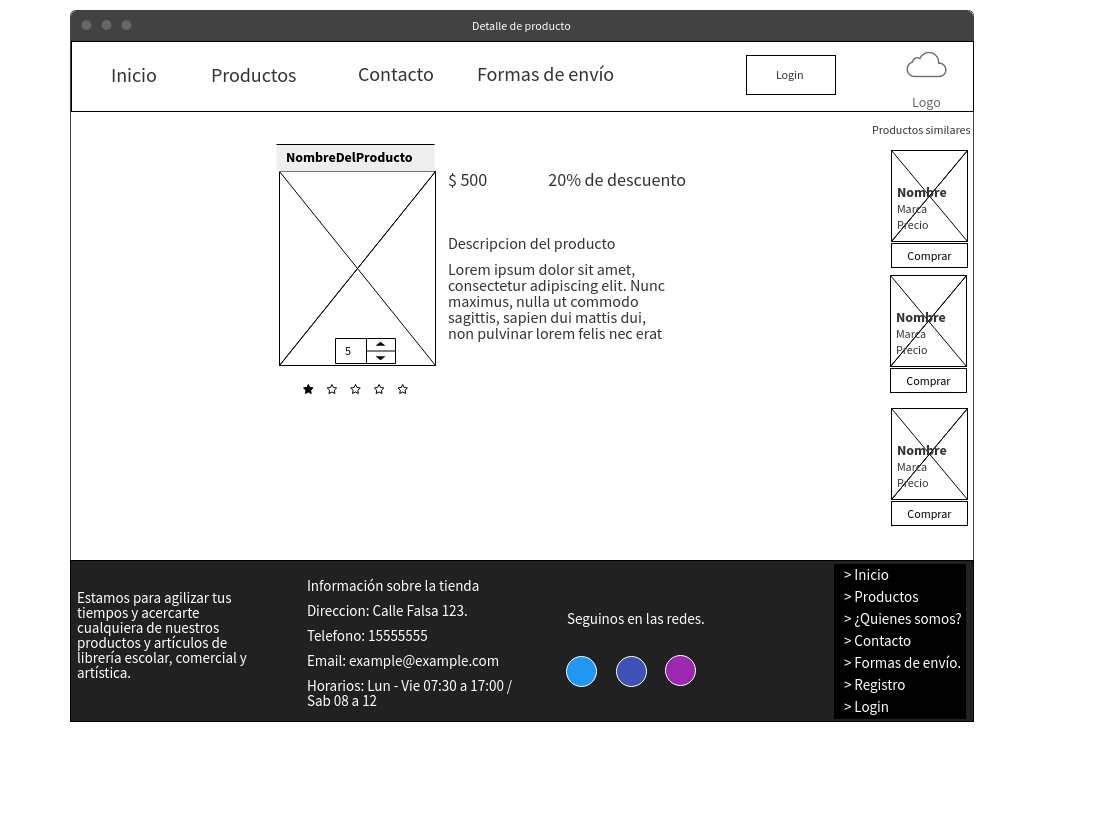 Detalle de producto
Inicio
Productos
Contacto
Formas de envío
Login
Logo
Productos similares
NombreDelProducto
$ 500
20% de descuento
Descripcion del producto
Lorem ipsum dolor sit amet,
consectetur adipiscing elit. Nunc
maximus, nulla ut commodo
sagittis, sapien dui mattis dui,
non pulvinar lorem felis nec erat
5
Nombre
Marca
Precio
Comprar
Nombre
Marca
Precio
Comprar
Nombre
Marca
Precio
Comprar
Estamos para agilizar tus
tiempos y acercarte
cualquiera de nuestros
productos y artículos de
librería escolar, comercial y
artística.
Información sobre la tienda
Direccion: Calle Falsa 123.
Telefono: 15555555
Email: example@example.com
Horarios: Lun - Vie 07:30 a 17:00 /
Sab 08 a 12
Seguinos en las redes.
> Inicio
> Productos
> ¿Quienes somos?
> Contacto
> Formas de envío.
> Registro
> Login